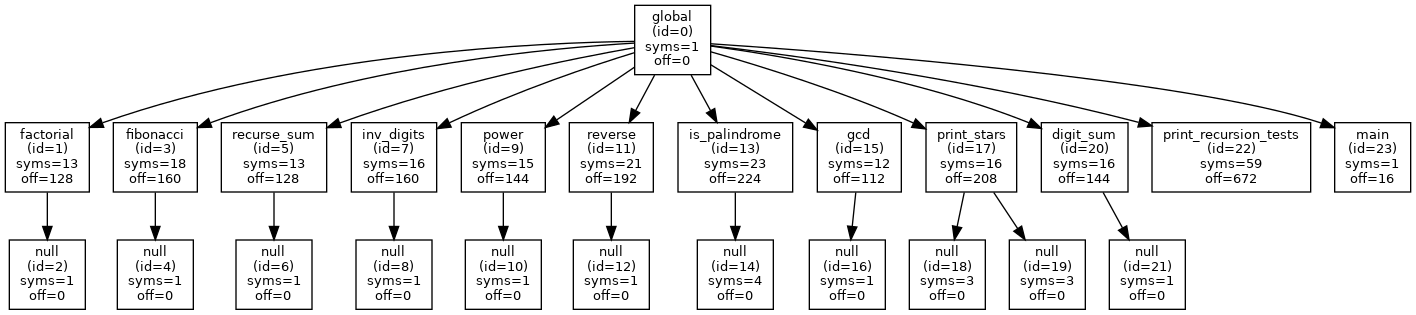 global
(id=0)
syms=1
off=0
factorial
(id=1)
syms=13
off=128
fibonacci
(id=3)
syms=18
off=160
recurse_sum
(id=5)
syms=13
off=128
inv_digits
(id=7)
syms=16
off=160
power
(id=9)
syms=15
off=144
reverse
(id=11)
syms=21
off=192
is_palindrome
(id=13)
syms=23
off=224
gcd
(id=15)
syms=12
off=112
print_stars
(id=17)
syms=16
off=208
digit_sum
(id=20)
syms=16
off=144
print_recursion_tests
(id=22)
syms=59
off=672
main
(id=23)
syms=1
off=16
null
(id=2)
syms=1
off=0
null
(id=4)
syms=1
off=0
null
(id=6)
syms=1
off=0
null
(id=8)
syms=1
off=0
null
(id=10)
syms=1
off=0
null
(id=12)
syms=1
off=0
null
(id=14)
syms=4
off=0
null
(id=16)
syms=1
off=0
null
(id=18)
syms=3
off=0
null
(id=19)
syms=3
off=0
null
(id=21)
syms=1
off=0